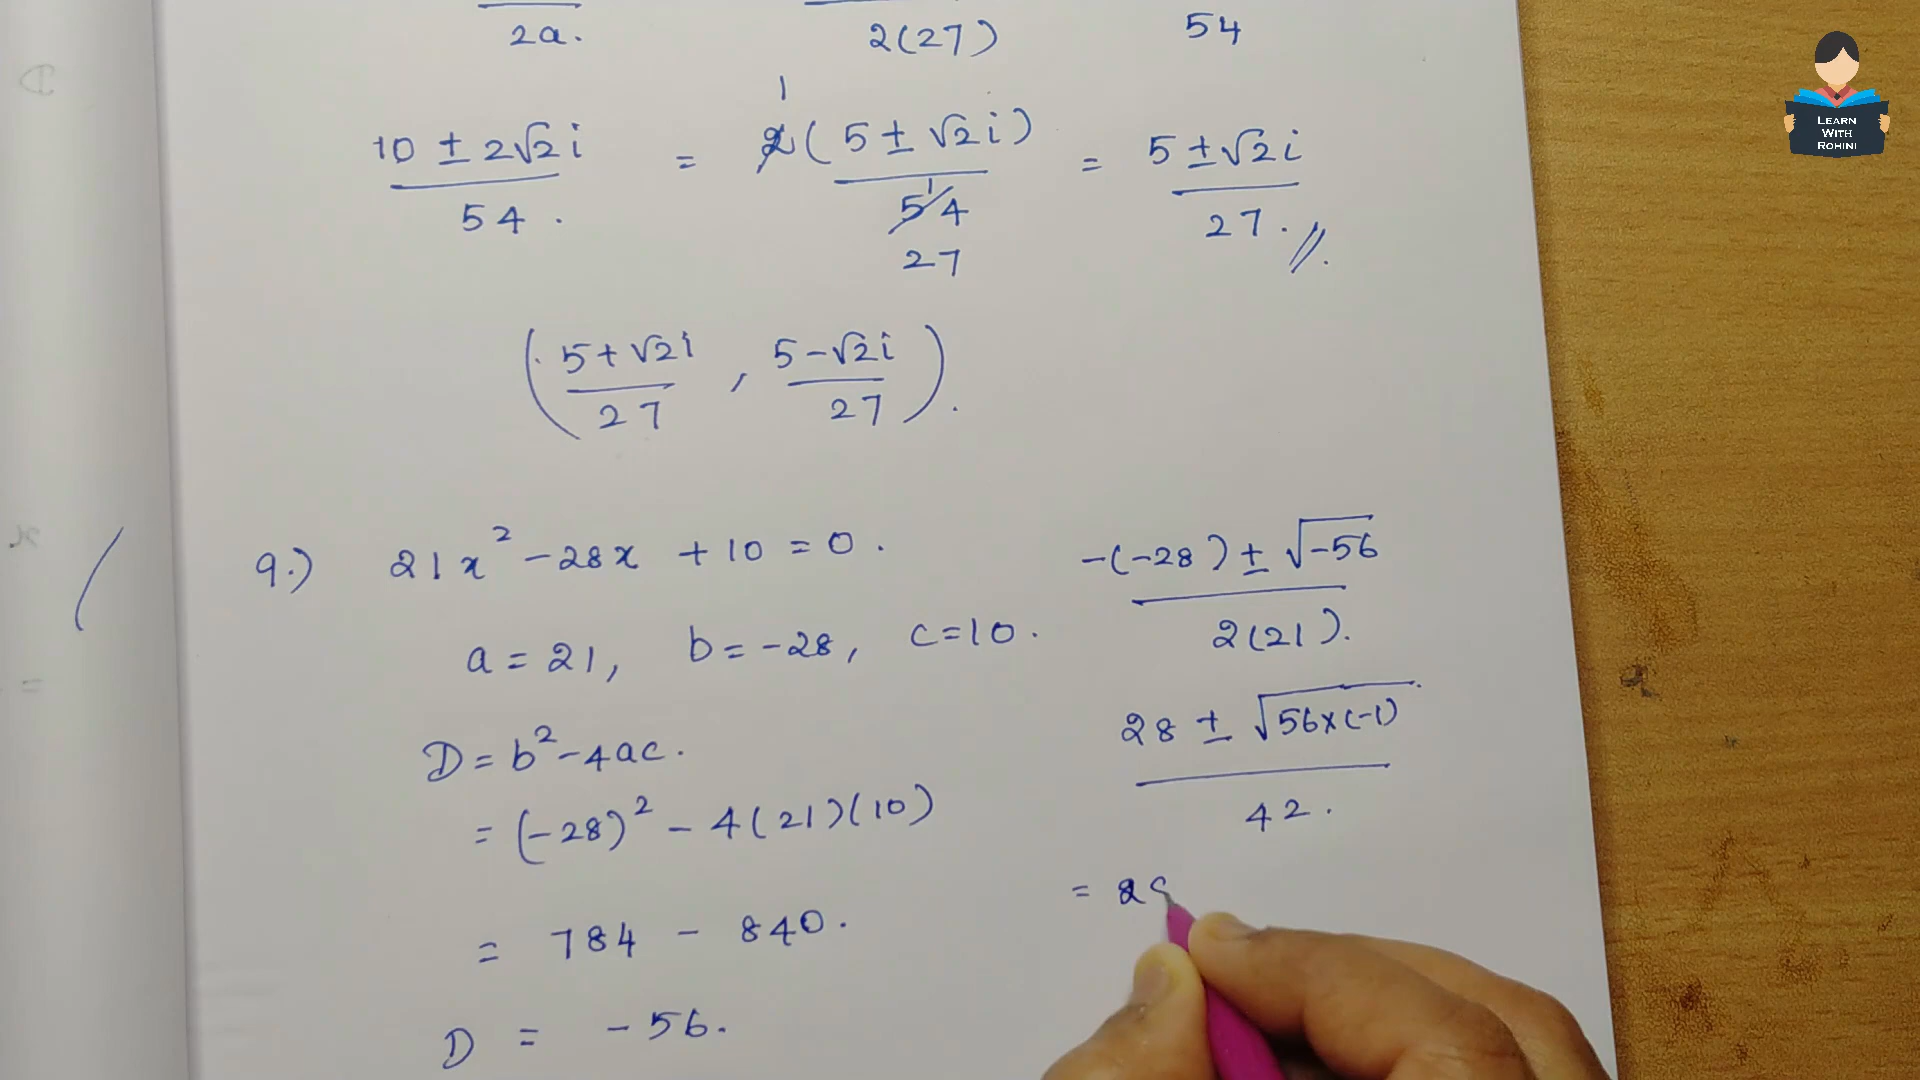 2a. 2(27) 54
10 ± 2√2 i / 54 . = 2 1 ( 5 ± √2 i ) / 54 27 = 5 ± √2 i / 27 . //.
( 5 + √2 i / 27 , 5 - √2 i / 27 ) .
9.) 21x² - 28x + 10 = 0 .
a = 21, b = -28, c = 10 .
D = b² - 4ac .
= (-28)² - 4(21)(10)
= 784 - 840 .
D = - 56 .
-(-28) ± √-56 / 2(21).
28 ± √56×(-1) / 42 .
= 28
LEARN
WITH
ROHINI